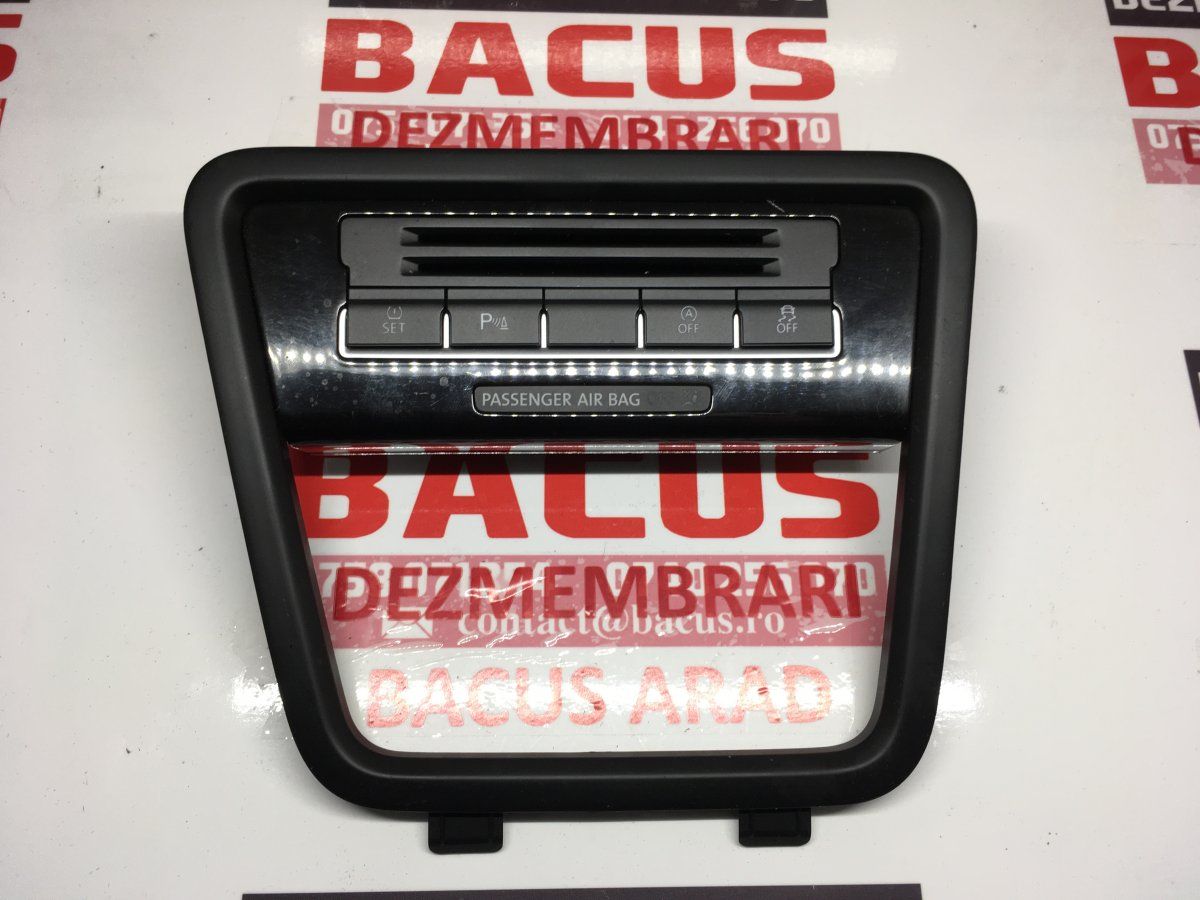 BACUS
DEZMEMBRARI
SET
P
A
OFF
OFF
PASSENGER AIR BAG
BACUS
DEZMEMBRARI
contact@bacus.ro
BACUS ARAD